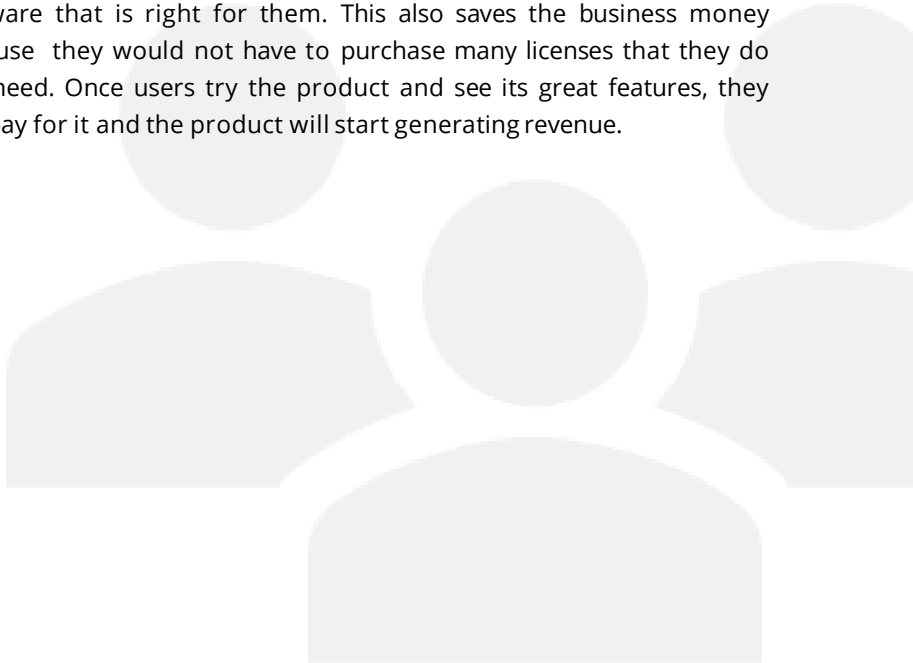 ware that is right for them. This also saves the business money
use they would not have to purchase many licenses that they do
need. Once users try the product and see its great features, they
ay for it and the product will start generating revenue.